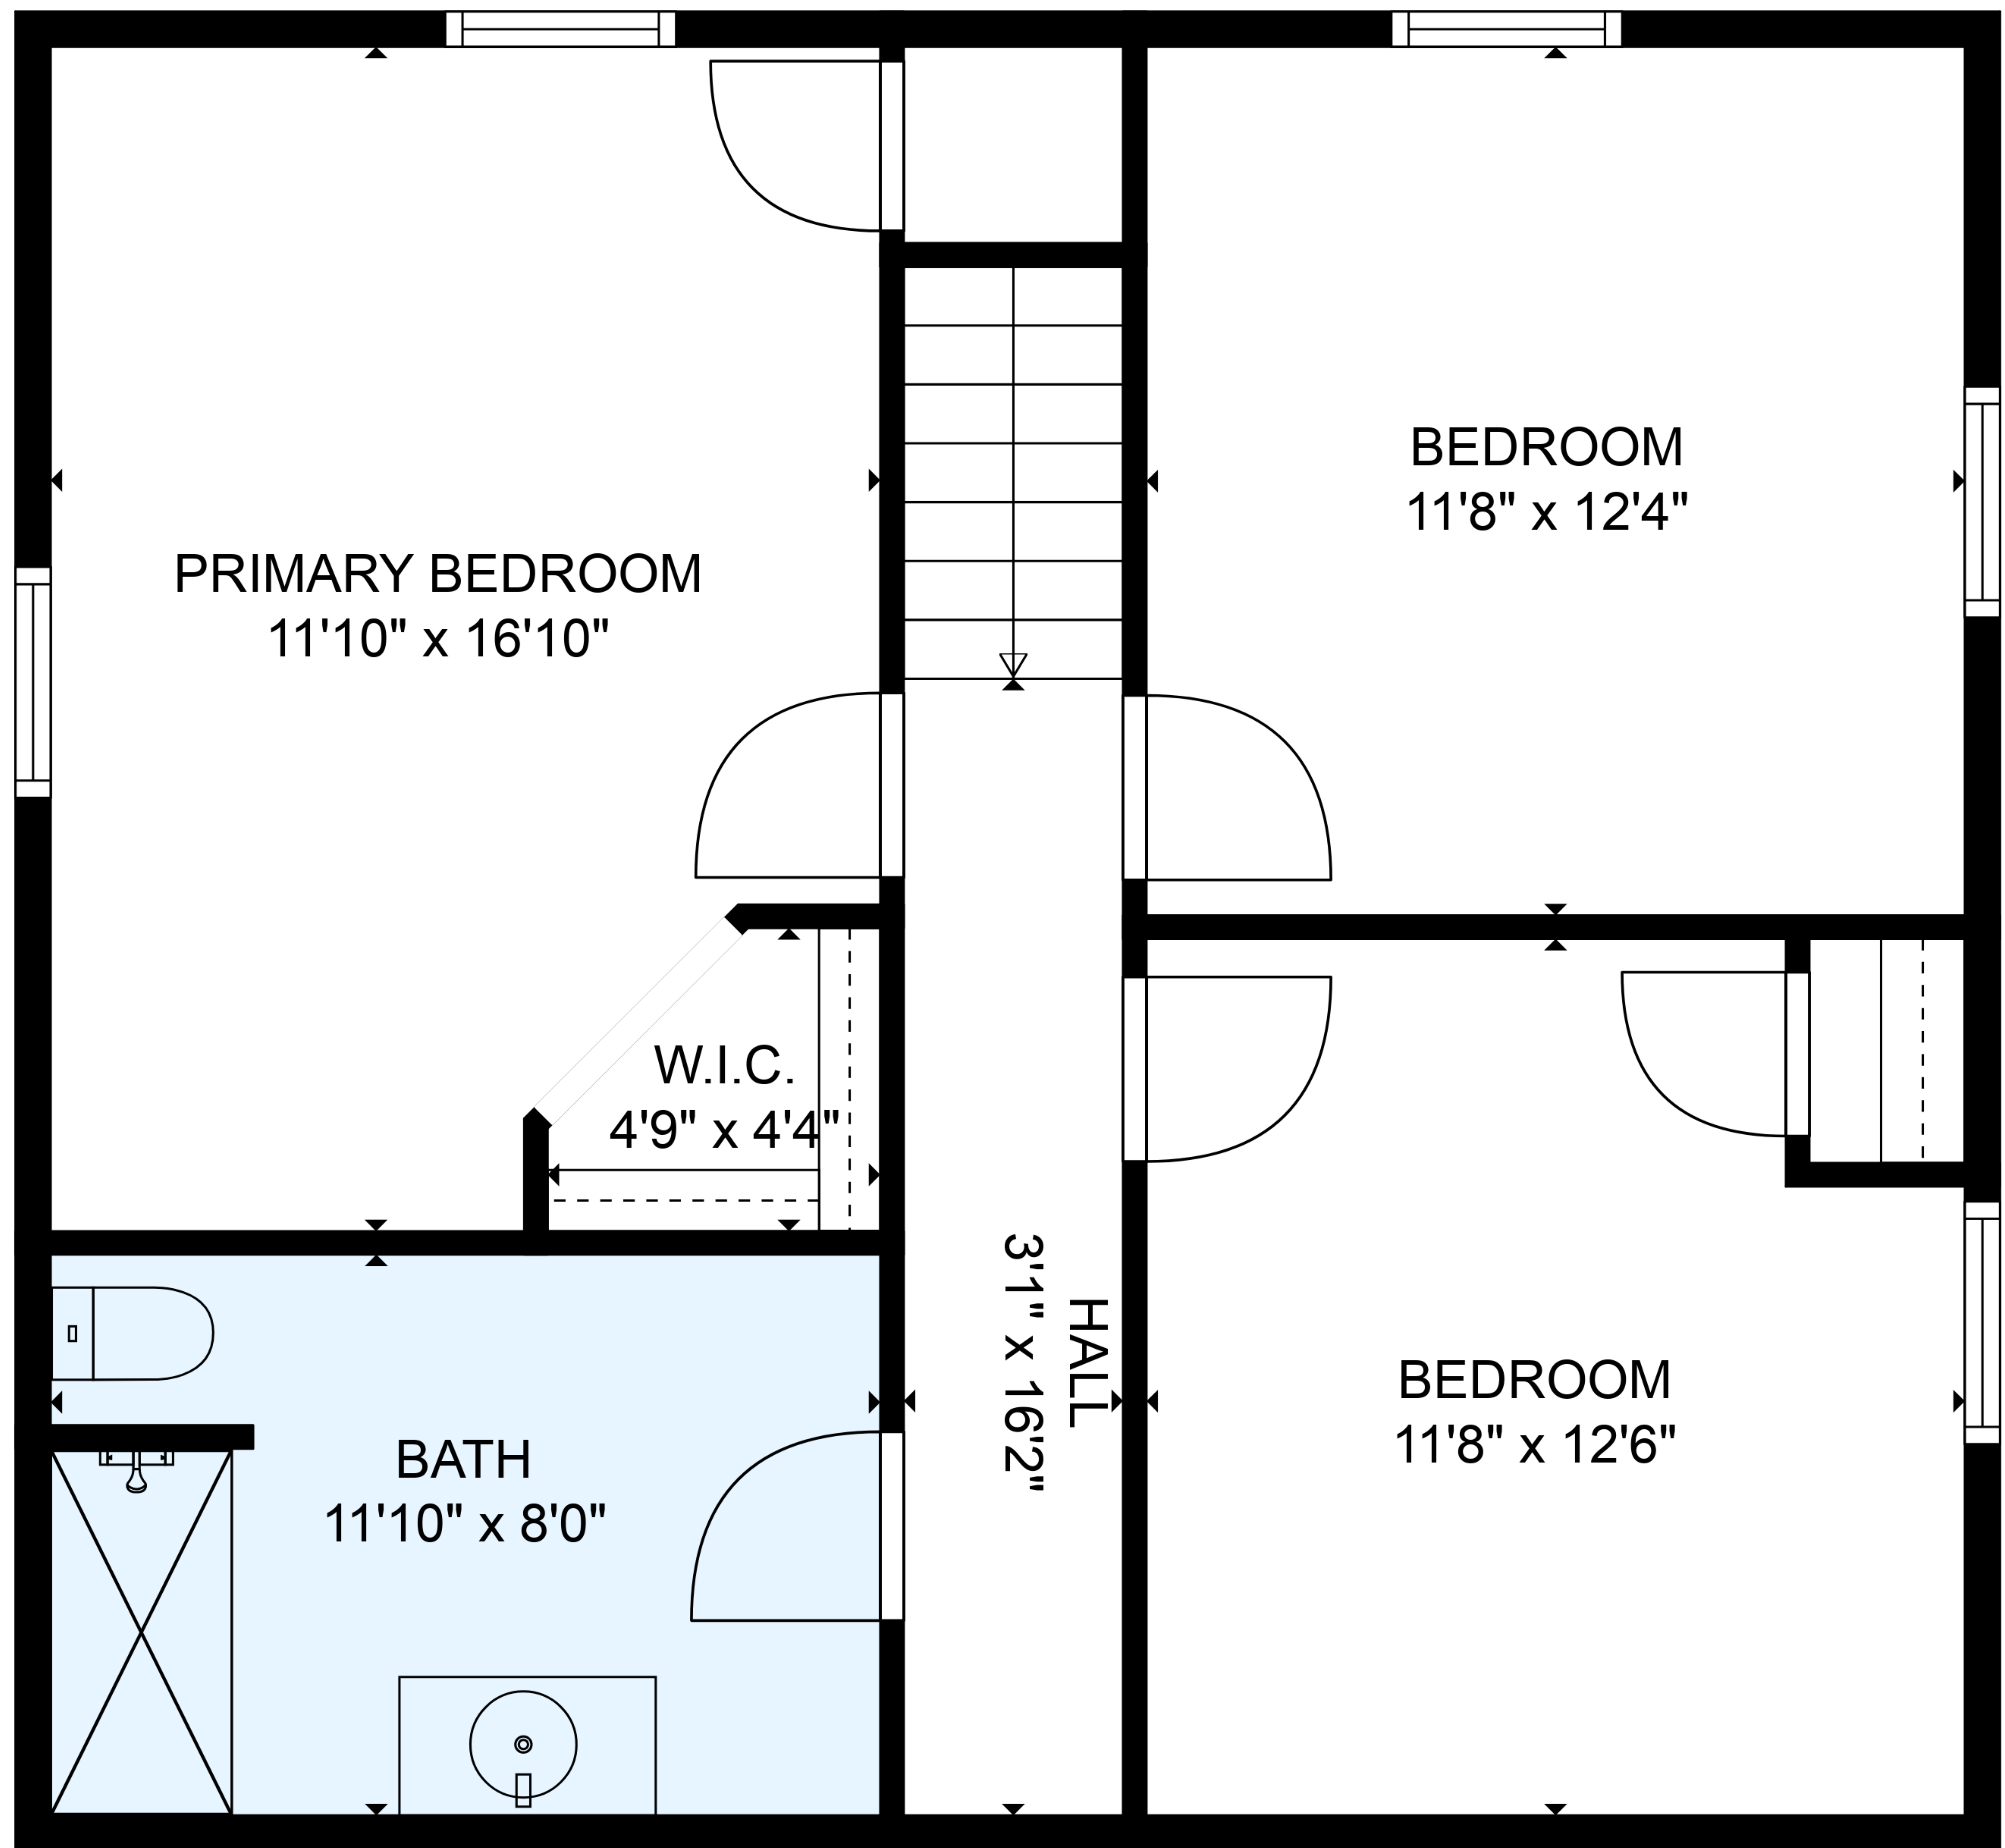 PRIMARY BEDROOM
11'10" x 16'10"
BEDROOM
11'8" x 12'4"
W.I.C.
4'9" x 4'4"
HALL
3'1" x 16'2"
BATH
11'10" x 8'0"
BEDROOM
11'8" x 12'6"